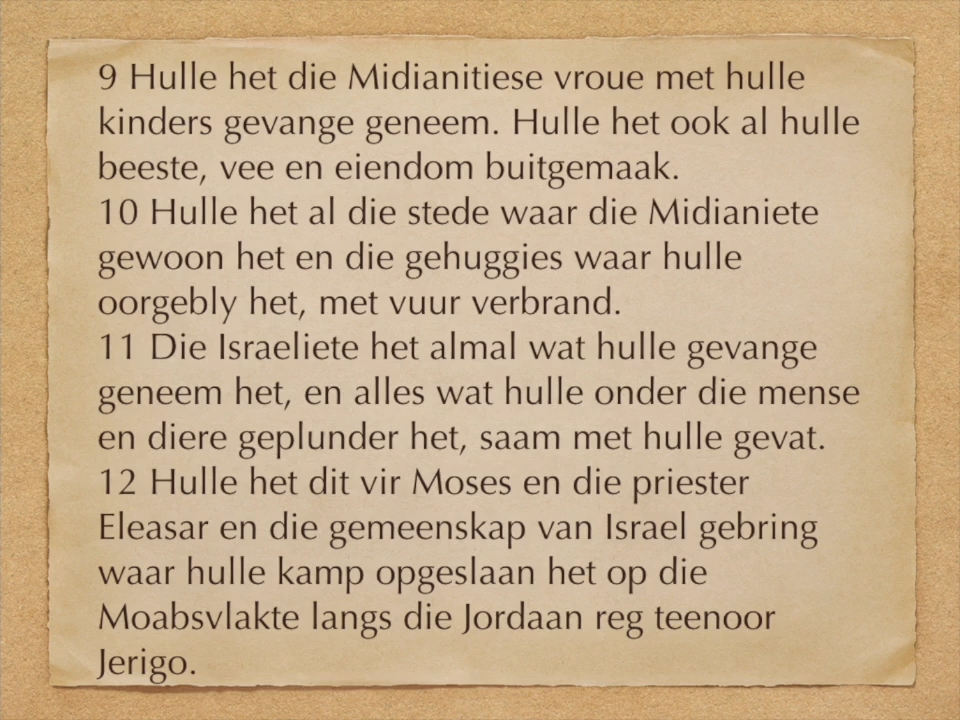 9 Hulle het die Midianitiese vroue met hulle
kinders gevange geneem. Hulle het ook al hulle
beeste, vee en eiendom buitgemaak.
10 Hulle het al die stede waar die Midianiete
gewoon het en die gehuggies waar hulle
oorgebly het, met vuur verbrand.
11 Die Israeliete het almal wat hulle gevange
geneem het, en alles wat hulle onder die mense
en diere geplunder het, saam met hulle gevat.
12 Hulle het dit vir Moses en die priester
Eleasar en die gemeenskap van Israel gebring
waar hulle kamp opgeslaan het op die
Moabsvlakte langs die Jordaan reg teenoor
Jerigo.